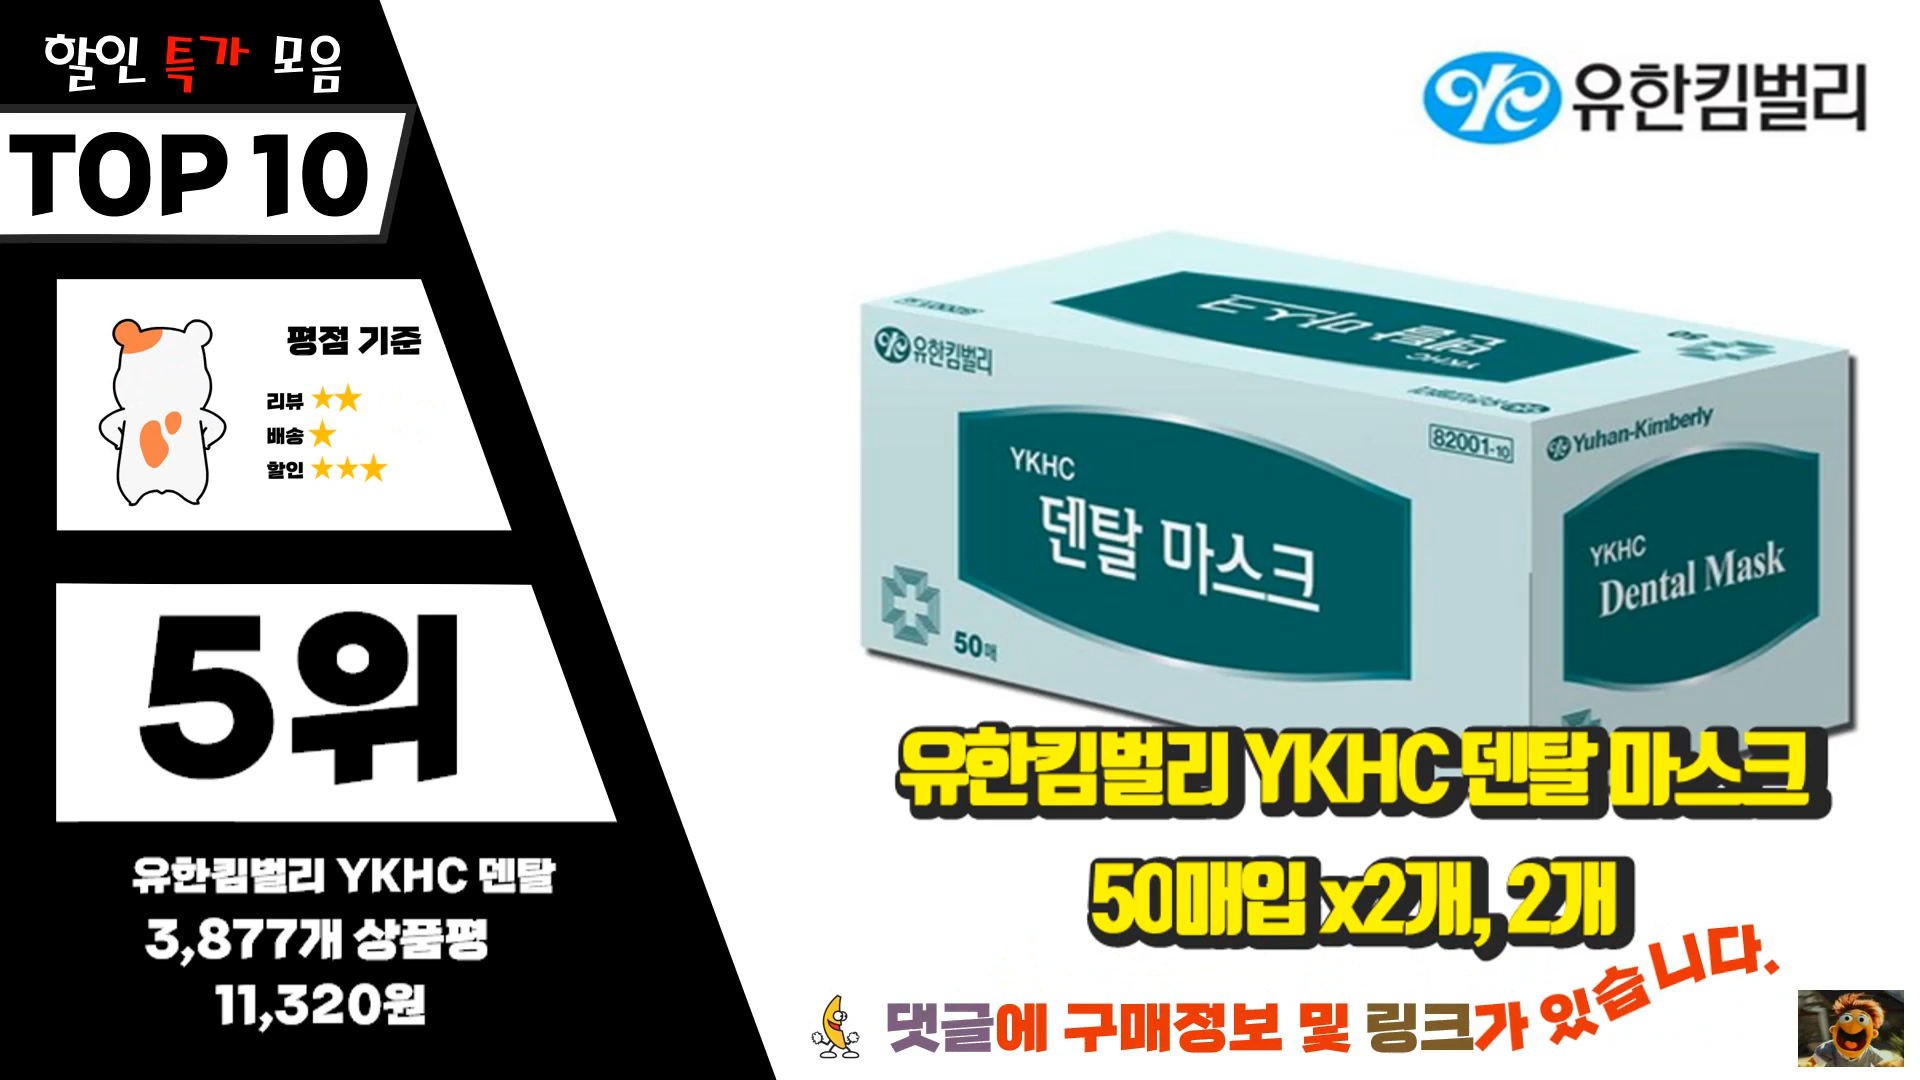 할인 특가 모음
TOP 10
평점 기준
리뷰 ★★
배송 ★
할인 ★★★
5위
유한킴벌리 YKHC 덴탈
3,877개 상품평
11,320원
유한킴벌리
유한킴벌리
82001-10
YKHC
덴탈 마스크
50매
Yuhan-Kimberly
YKHC
Dental Mask
유한킴벌리 YKHC 덴탈 마스크
50매입 x2개, 2개
댓글에 구매정보 및 링크가 있습니다.